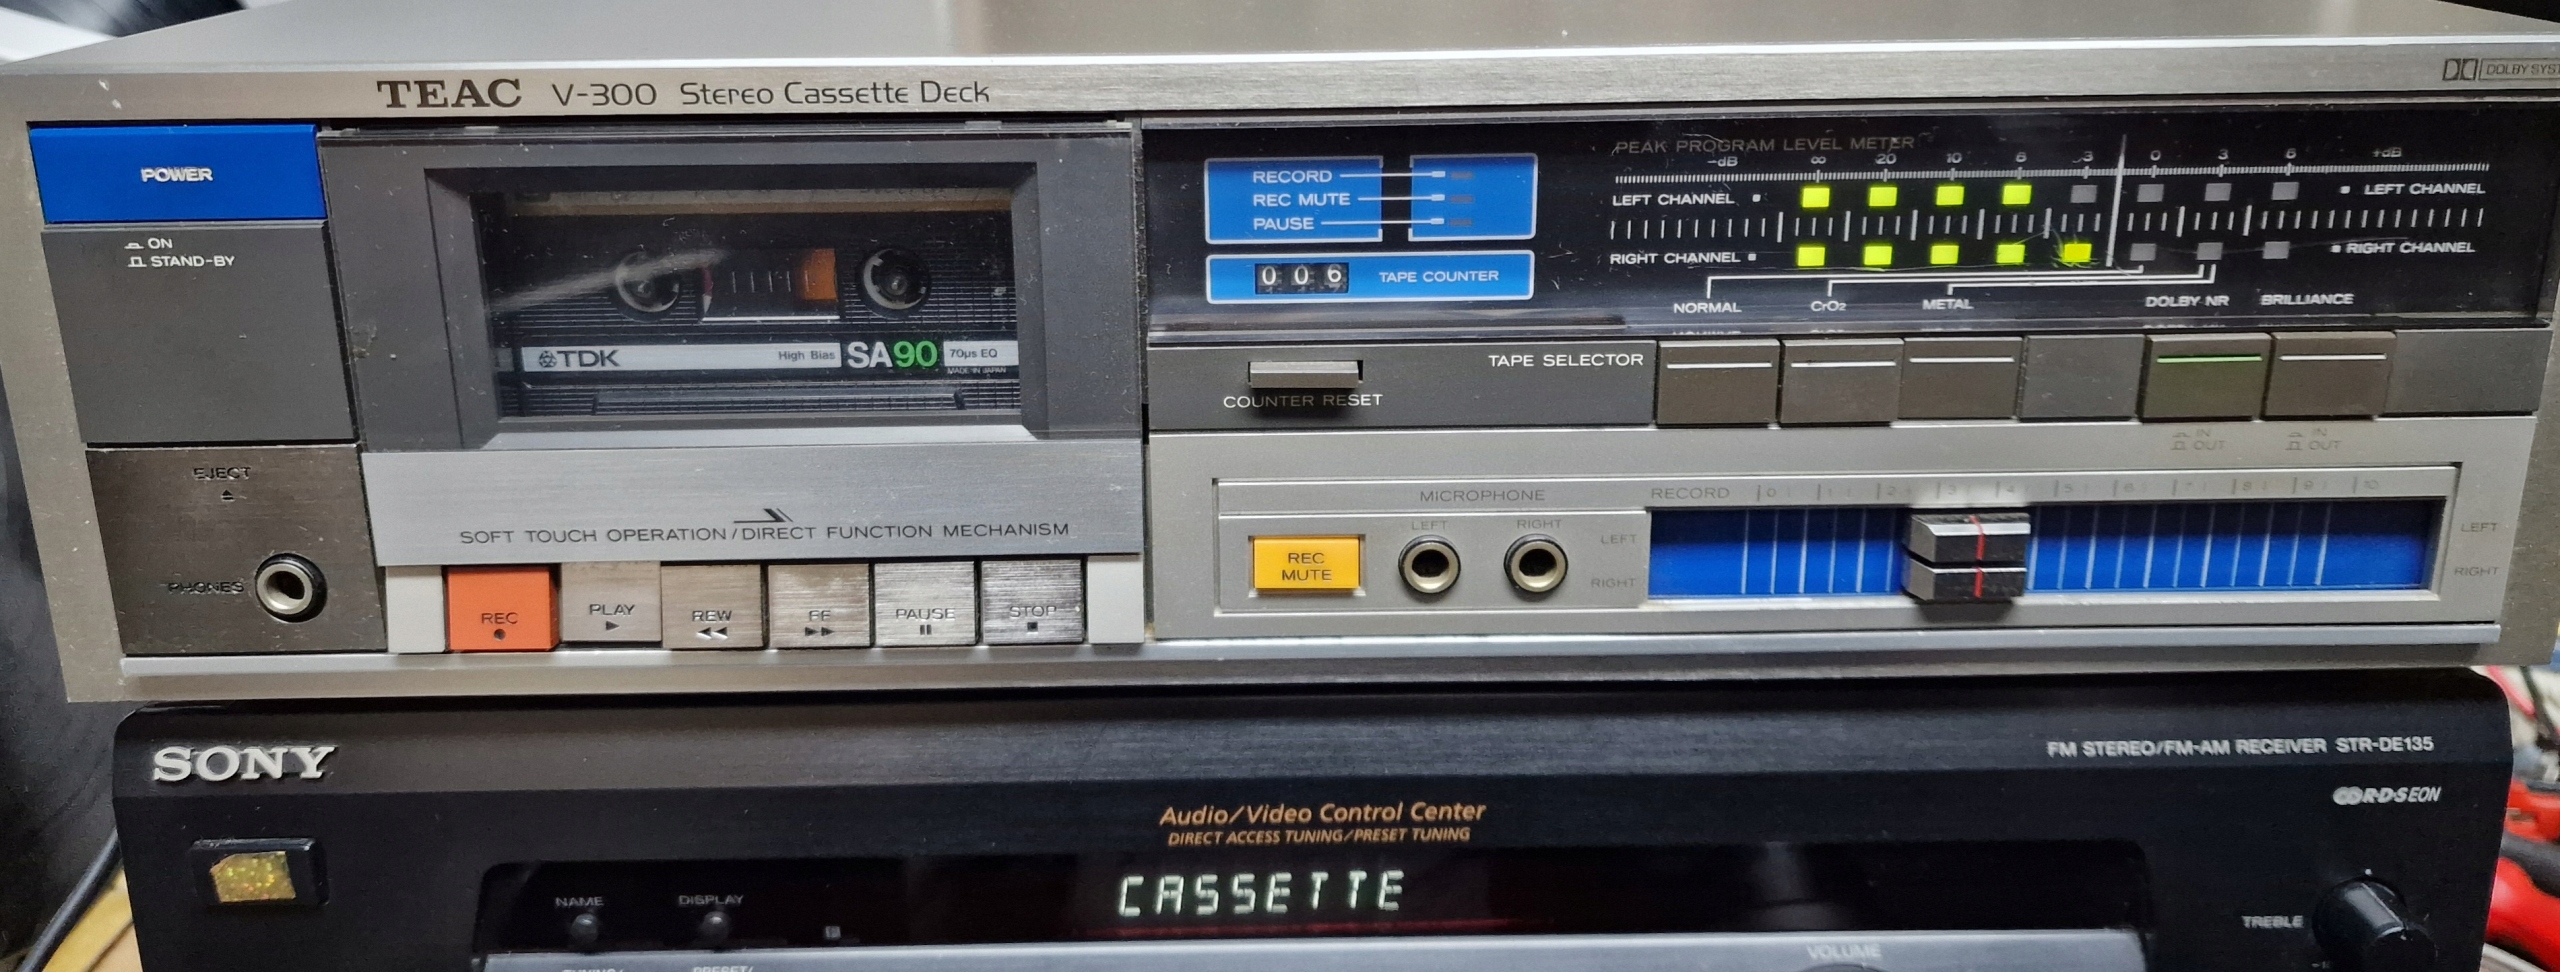 TEAC V-300 Stereo Cassette Deck
DOLBY SYST
POWER
ON
STAND-BY
EJECT
PHONES
TDK High Bias SA90 70μs EQ
MADE IN JAPAN
SOFT TOUCH OPERATION/DIRECT FUNCTION MECHANISM
REC
PLAY
REW
FF
PAUSE
STOP
RECORD
REC MUTE
PAUSE
006 TAPE COUNTER
PEAK PROGRAM LEVEL METER
-dB ∞ 20 10 6 3 0 3 6 +dB
LEFT CHANNEL LEFT CHANNEL
RIGHT CHANNEL RIGHT CHANNEL
NORMAL CrO2 METAL DOLBY NR BRILLIANCE
TAPE SELECTOR
COUNTER RESET
IN IN
OUT OUT
MICROPHONE
LEFT RIGHT
REC
MUTE
RECORD 0 1 2 3 4 5 6 7 8 9 10
LEFT LEFT
RIGHT RIGHT
SONY
FM STEREO/FM-AM RECEIVER STR-DE135
R·D·S EON
Audio/Video Control Center
DIRECT ACCESS TUNING/PRESET TUNING
CASSETTE
NAME DISPLAY
TREBLE
VOLUME